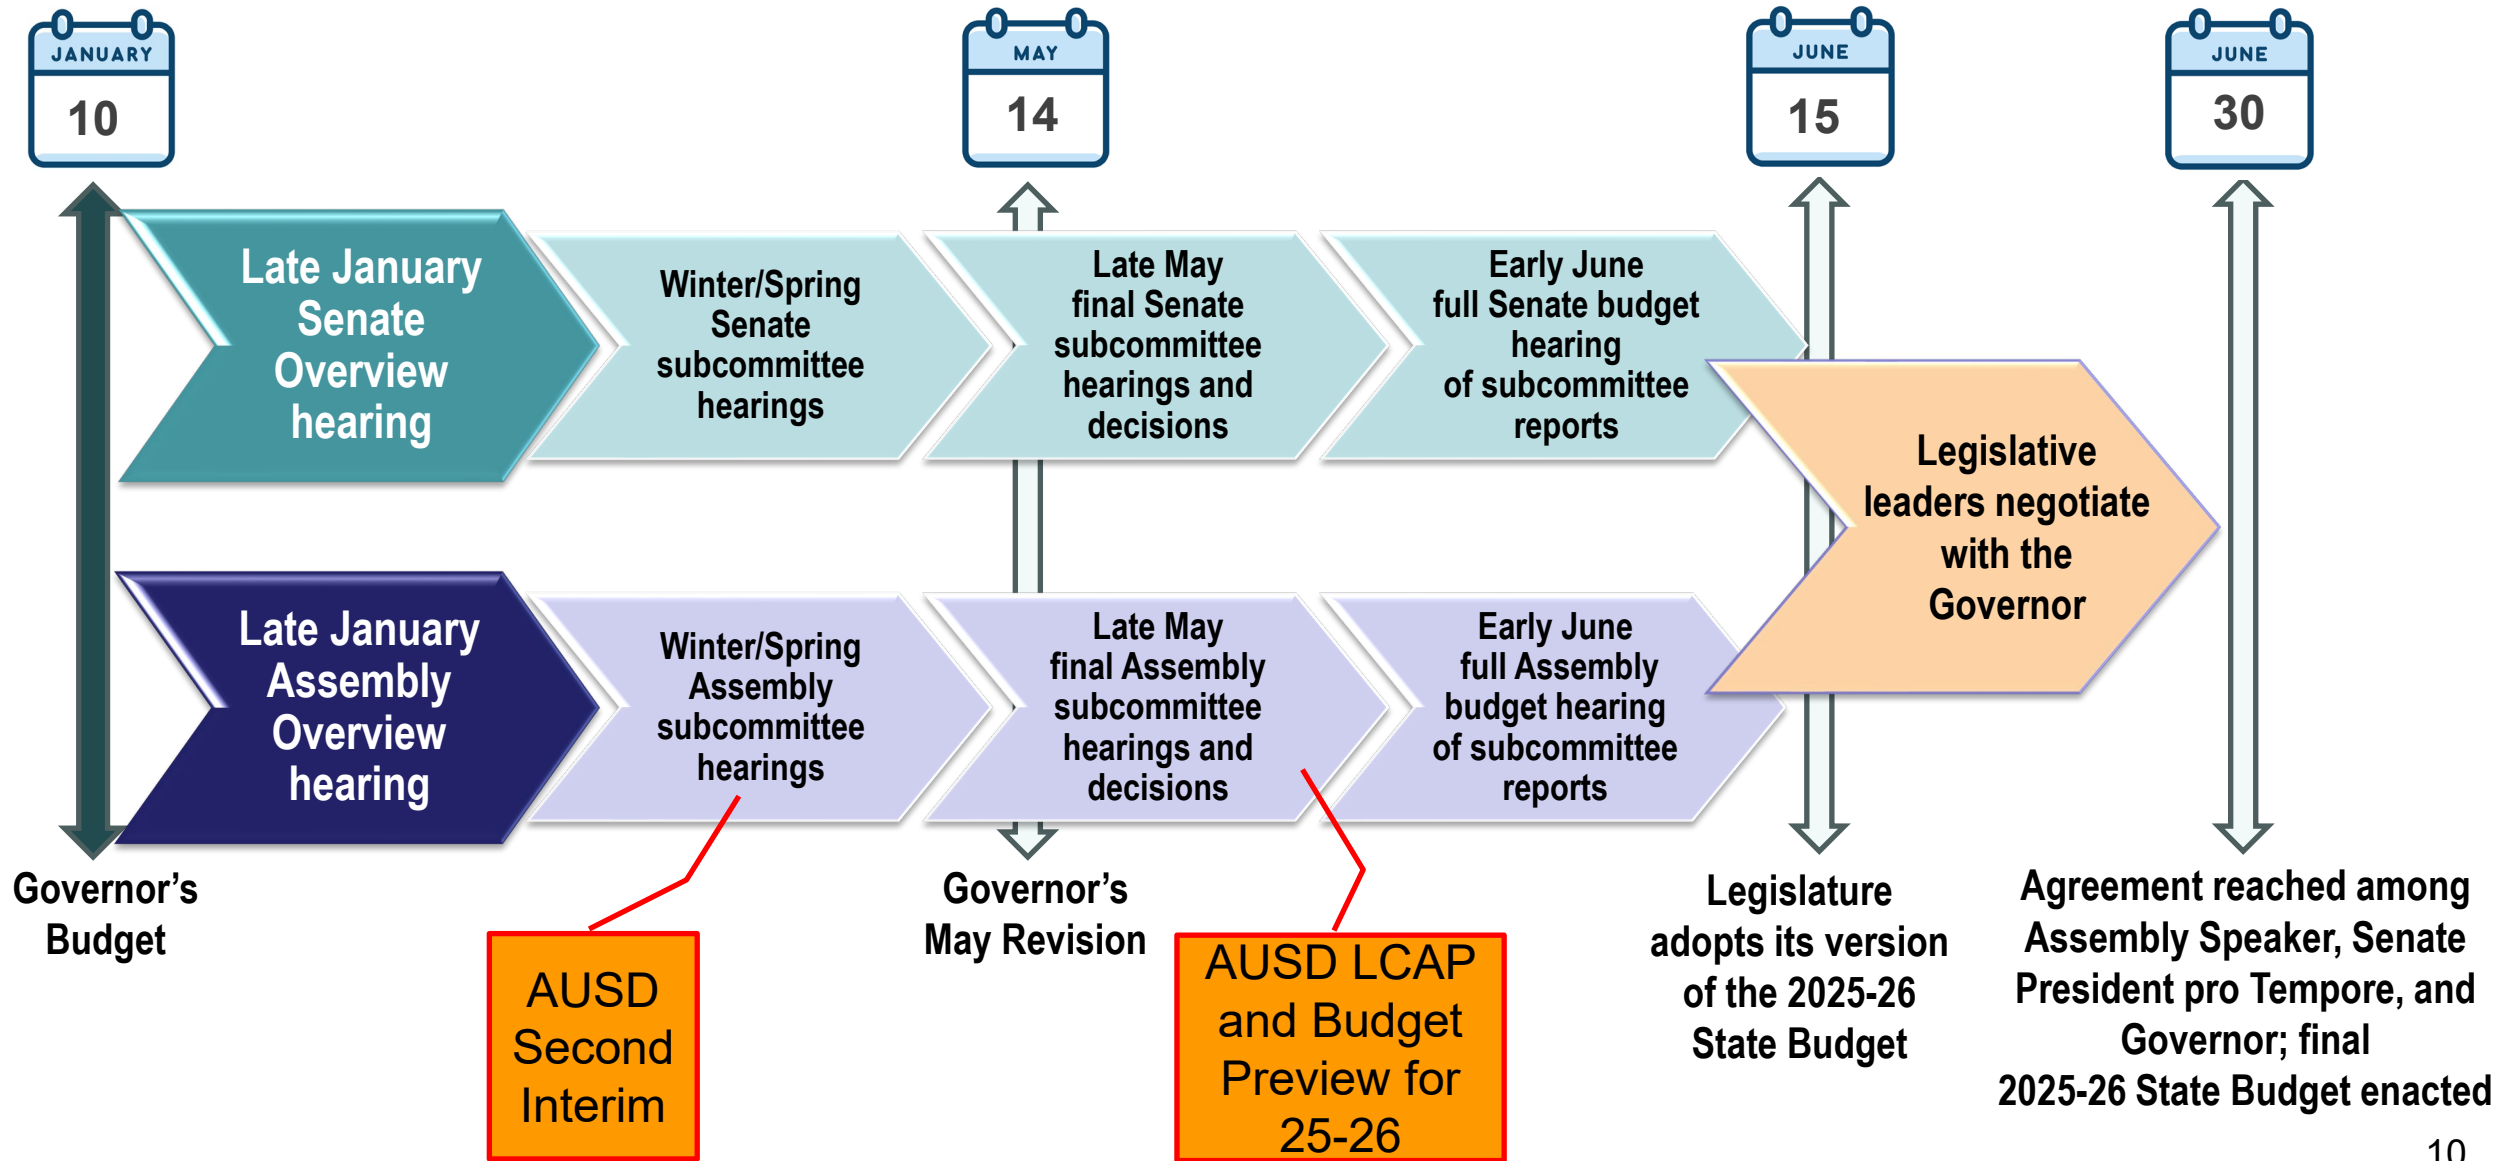 JANUARY
10
MAY
14
JUNE
15
JUNE
30
Late January
Senate
Overview
hearing
Winter/Spring
Senate
subcommittee
hearings
Late May
final Senate
subcommittee
hearings and
decisions
Early June
full Senate budget
hearing
of subcommittee
reports
Legislative
leaders negotiate
with the
Governor
Late January
Assembly
Overview
hearing
Winter/Spring
Assembly
subcommittee
hearings
Late May
final Assembly
subcommittee
hearings and
decisions
Early June
full Assembly
budget hearing
of subcommittee
reports
Governor's
Budget
AUSD
Second
Interim
Governor's
May Revision
AUSD LCAP
and Budget
Preview for
25-26
Legislature
adopts its version
of the 2025-26
State Budget
Agreement reached among
Assembly Speaker, Senate
President pro Tempore, and
Governor; final
2025-26 State Budget enacted
10